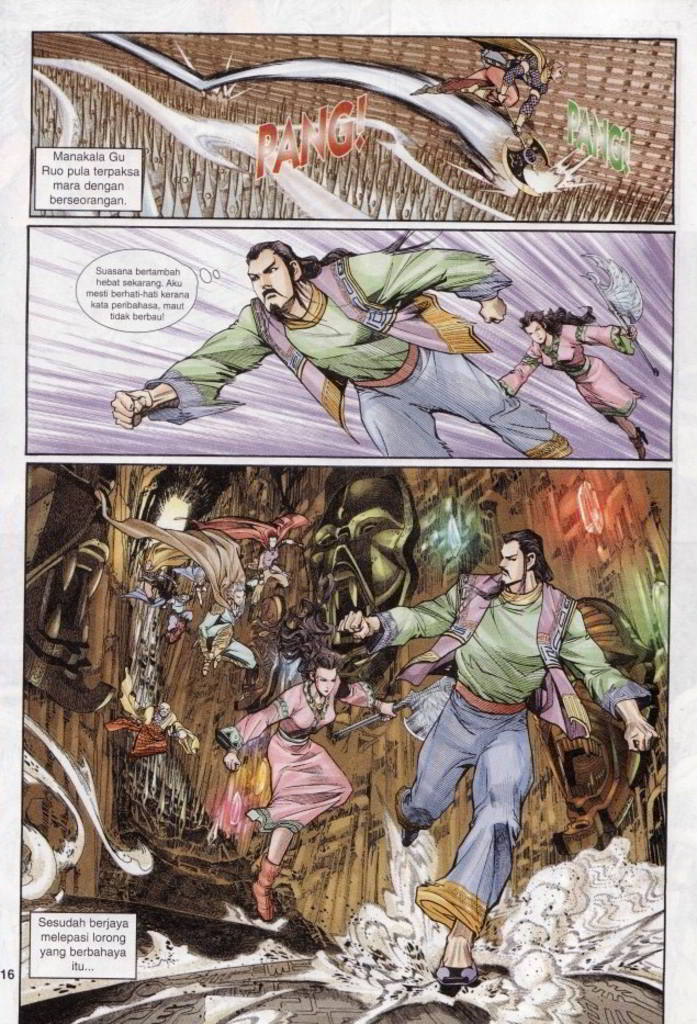 PANG!
PANG!
Manakala Gu
Ruo pula terpaksa
mara dengan
berseorangan.
Suasana bertambah
hebat sekarang. Aku
mesti berhati-hati kerana
kata peribahasa, maut
tidak berbau!
Sesudah berjaya
melepasi lorong
yang berbahaya
itu...
16